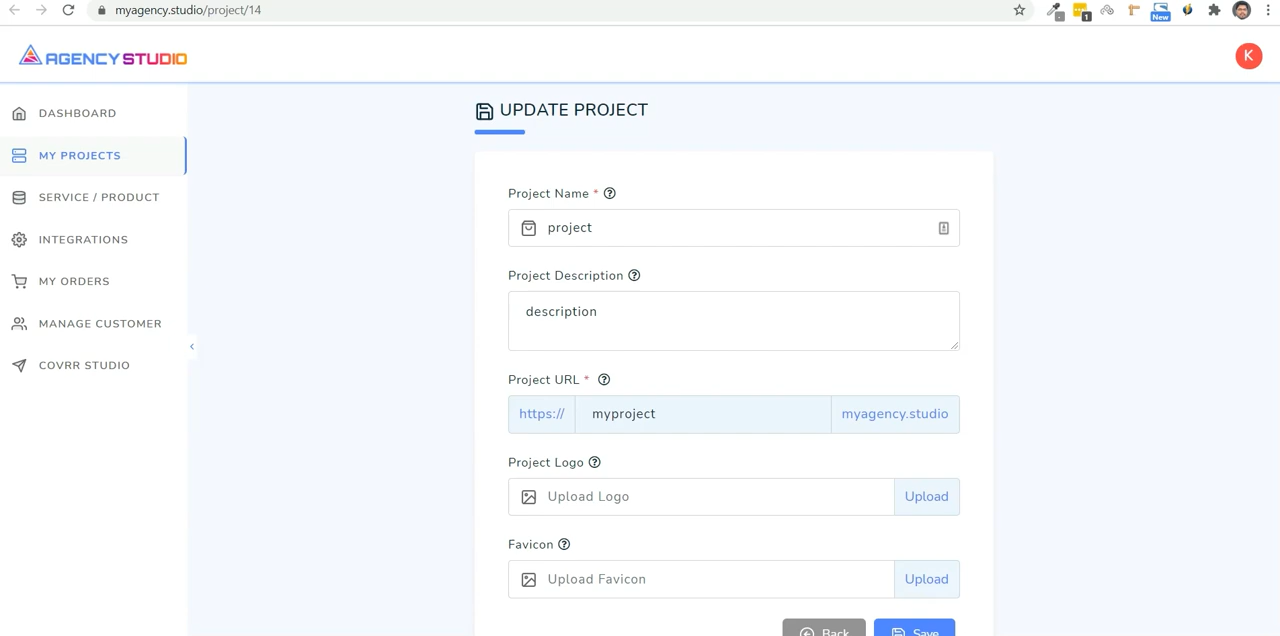 myagency.studio/project/14
1
New
AGENCY STUDIO
K
DASHBOARD
MY PROJECTS
SERVICE / PRODUCT
INTEGRATIONS
MY ORDERS
MANAGE CUSTOMER
COVRR STUDIO
UPDATE PROJECT
Project Name *
project
Project Description
description
Project URL *
https:// myproject myagency.studio
Project Logo
Upload Logo Upload
Favicon
Upload Favicon Upload
Back Save